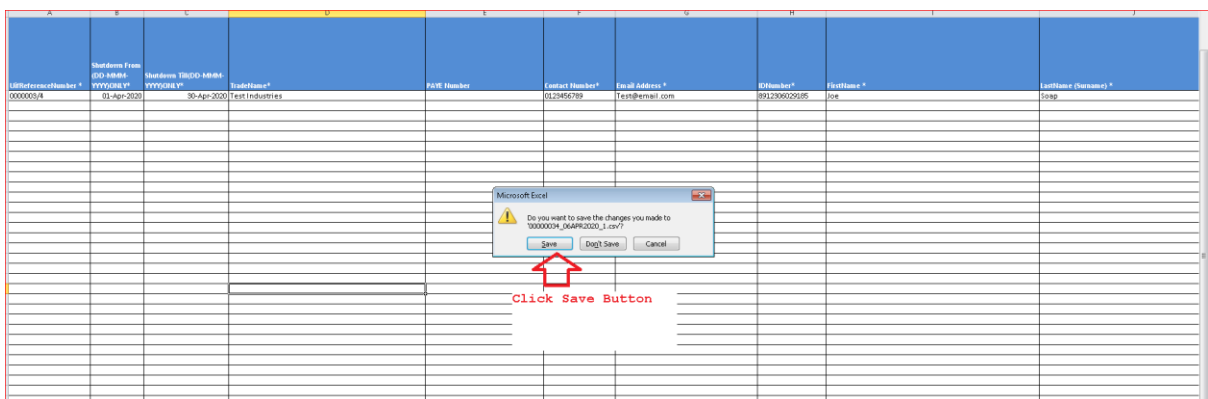 A B C D E F G H I J
UifReferenceNumber * Shutdown From (DD-MMM-YYYY)ONLY* Shutdown Till(DD-MMM-YYYY)ONLY* TradeName* PAYE Number Contact Number* Email Address * IDNumber* FirstName * LastName (Surname) *
0000003/4 01-Apr-2020 30-Apr-2020 Test Industries 0123456789 Test@email.com 8912306029185 Joe Soap
Microsoft Excel
Do you want to save the changes you made to
'00000034_06APR2020_1.csv'?
Save Don't Save Cancel
Click Save Button